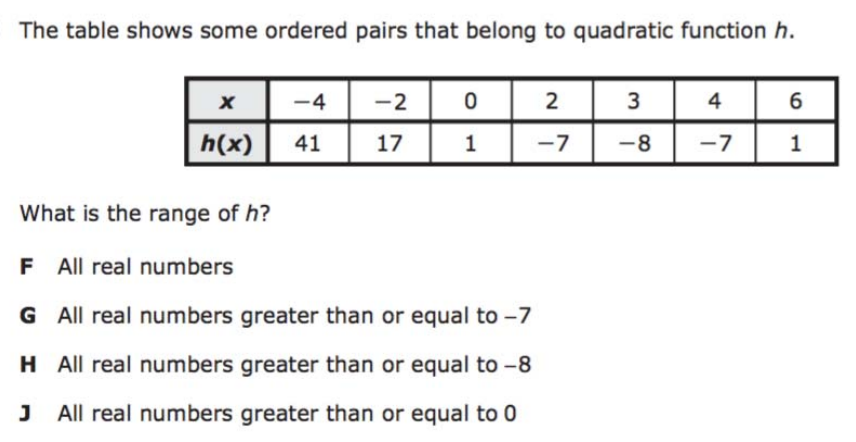 The table shows some ordered pairs that belong to quadratic function h.
x −4 −2 0 2 3 4 6
h(x) 41 17 1 −7 −8 −7 1
What is the range of h?
F All real numbers
G All real numbers greater than or equal to −7
H All real numbers greater than or equal to −8
J All real numbers greater than or equal to 0